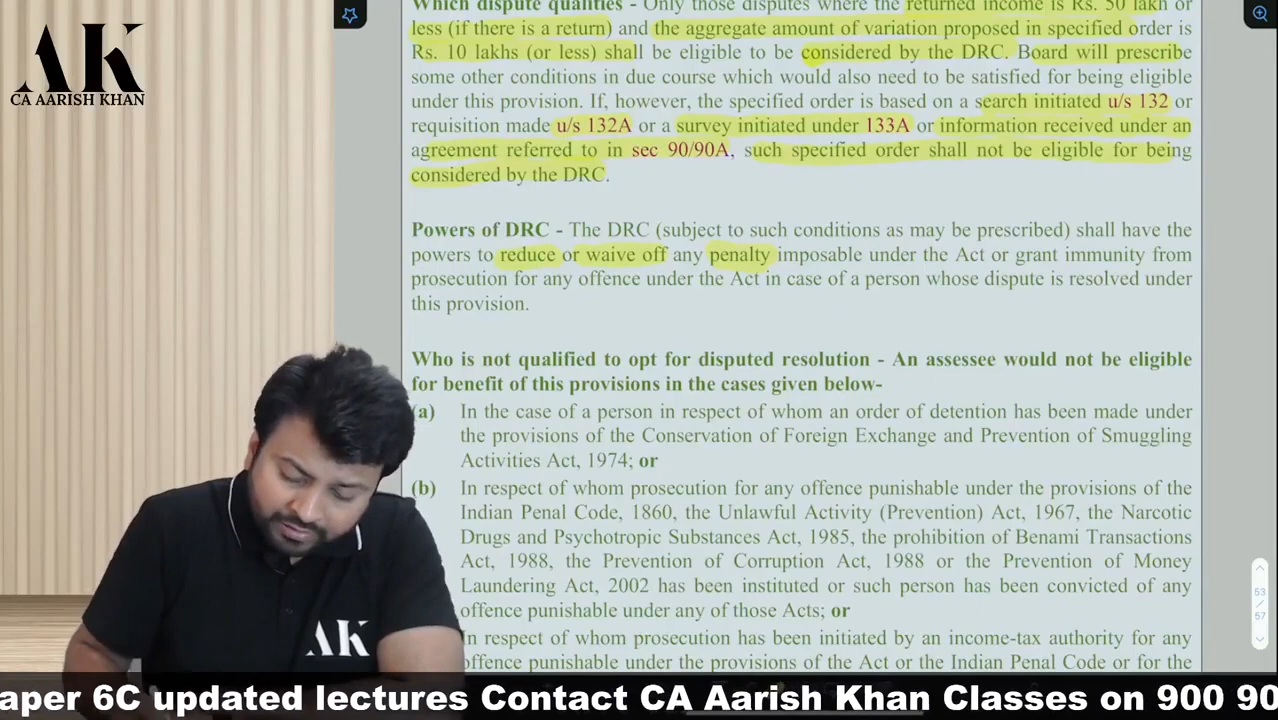 AK
CA AARISH KHAN
Which dispute qualities - Only those disputes where the returned income is Rs. 50 lakh or
less (if there is a return) and the aggregate amount of variation proposed in specified order is
Rs. 10 lakhs (or less) shall be eligible to be considered by the DRC. Board will prescribe
some other conditions in due course which would also need to be satisfied for being eligible
under this provision. If, however, the specified order is based on a search initiated u/s 132 or
requisition made u/s 132A or a survey initiated under 133A or information received under an
agreement referred to in sec 90/90A, such specified order shall not be eligible for being
considered by the DRC.
Powers of DRC - The DRC (subject to such conditions as may be prescribed) shall have the
powers to reduce or waive off any penalty imposable under the Act or grant immunity from
prosecution for any offence under the Act in case of a person whose dispute is resolved under
this provision.
Who is not qualified to opt for disputed resolution - An assessee would not be eligible
for benefit of this provisions in the cases given below-
(a) In the case of a person in respect of whom an order of detention has been made under
the provisions of the Conservation of Foreign Exchange and Prevention of Smuggling
Activities Act, 1974; or
(b) In respect of whom prosecution for any offence punishable under the provisions of the
Indian Penal Code, 1860, the Unlawful Activity (Prevention) Act, 1967, the Narcotic
Drugs and Psychotropic Substances Act, 1985, the prohibition of Benami Transactions
Act, 1988, the Prevention of Corruption Act, 1988 or the Prevention of Money
Laundering Act, 2002 has been instituted or such person has been convicted of any
offence punishable under any of those Acts; or
In respect of whom prosecution has been initiated by an income-tax authority for any
offence punishable under the provisions of the Act or the Indian Penal Code or for the
53
/
57
AK
aper 6C updated lectures Contact CA Aarish Khan Classes on 900 90